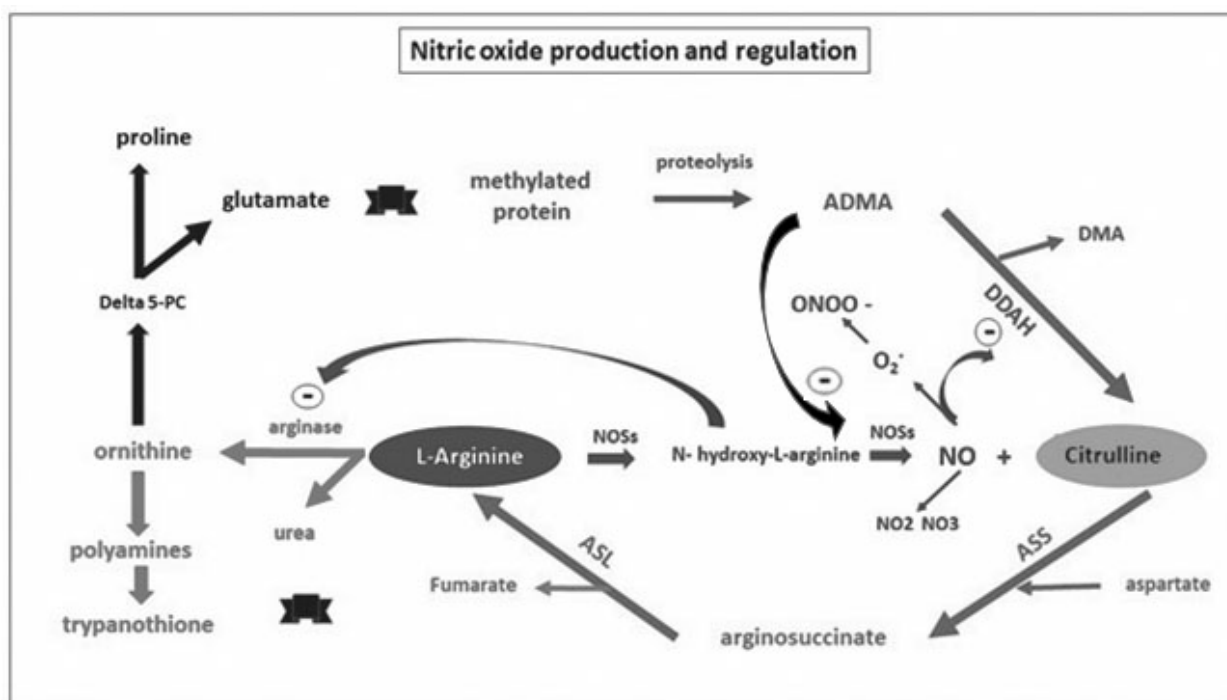 Nitric oxide production and regulation
proline
proteolysis
glutamate
methylated
protein
ADMA
DMA
Delta 5-PC
ONOO -
DDAH
-
O₂·
-
-
arginase
ornithine
L-Arginine
NOSs
N- hydroxy-L-arginine
NOSs
NO
+
Citrulline
urea
NO2 NO3
polyamines
ASL
ASS
Fumarate
aspartate
trypanothione
arginosuccinate